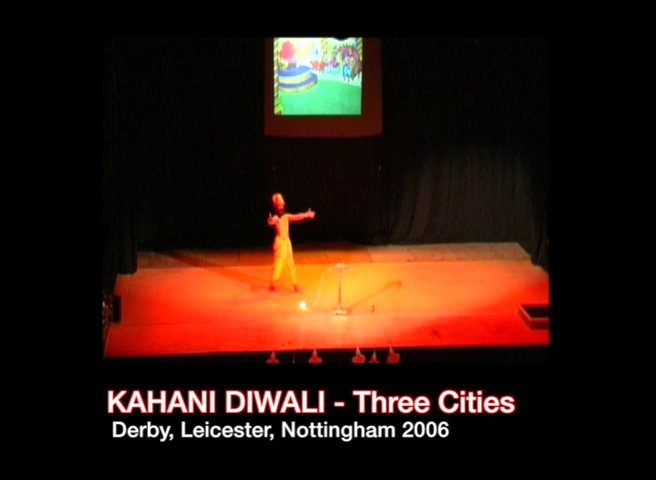 KAHANI DIWALI - Three Cities
Derby, Leicester, Nottingham 2006